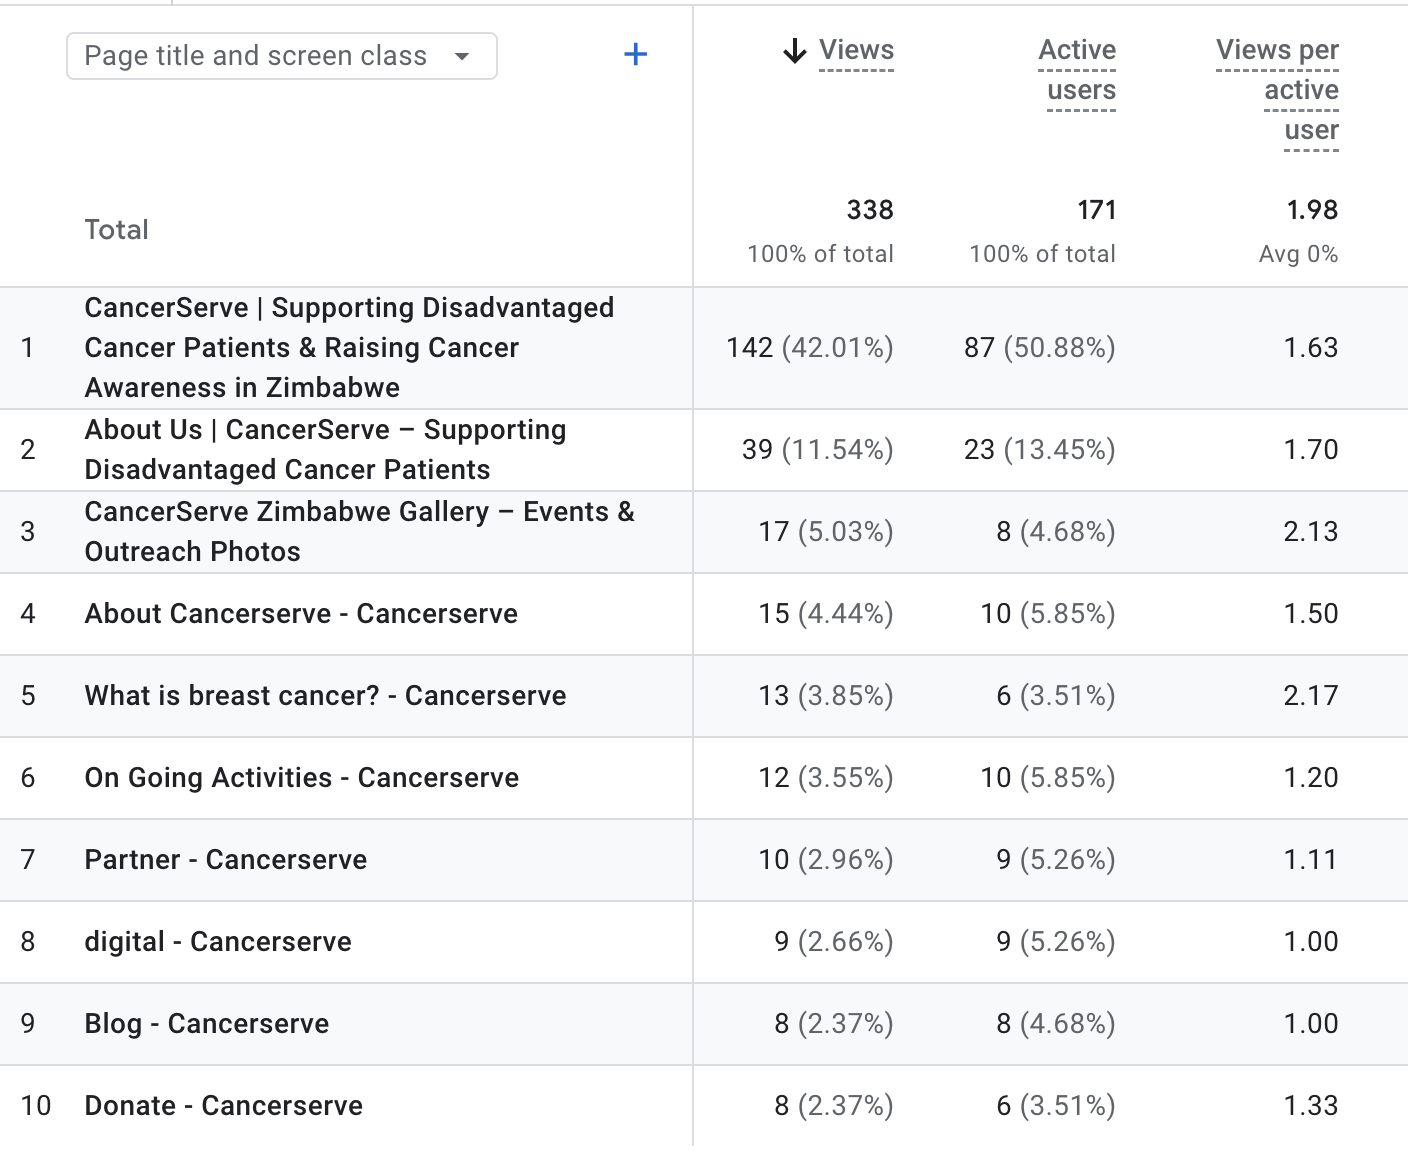 Page title and screen class
+
Views
Active
users
Views per
active
user
Total
338
100% of total
171
100% of total
1.98
Avg 0%
1
CancerServe | Supporting Disadvantaged
Cancer Patients & Raising Cancer
Awareness in Zimbabwe
142 (42.01%)
87 (50.88%)
1.63
2
About Us | CancerServe – Supporting
Disadvantaged Cancer Patients
39 (11.54%)
23 (13.45%)
1.70
3
CancerServe Zimbabwe Gallery – Events &
Outreach Photos
17 (5.03%)
8 (4.68%)
2.13
4
About Cancerserve - Cancerserve
15 (4.44%)
10 (5.85%)
1.50
5
What is breast cancer? - Cancerserve
13 (3.85%)
6 (3.51%)
2.17
6
On Going Activities - Cancerserve
12 (3.55%)
10 (5.85%)
1.20
7
Partner - Cancerserve
10 (2.96%)
9 (5.26%)
1.11
8
digital - Cancerserve
9 (2.66%)
9 (5.26%)
1.00
9
Blog - Cancerserve
8 (2.37%)
8 (4.68%)
1.00
10
Donate - Cancerserve
8 (2.37%)
6 (3.51%)
1.33